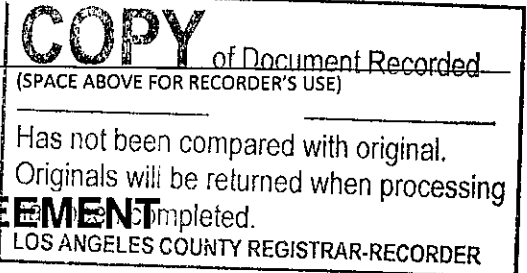 COPY of Document Recorded
(SPACE ABOVE FOR RECORDER'S USE)
Has not been compared with original.
Originals will be returned when processing
EEMENT completed.
LOS ANGELES COUNTY REGISTRAR-RECORDER